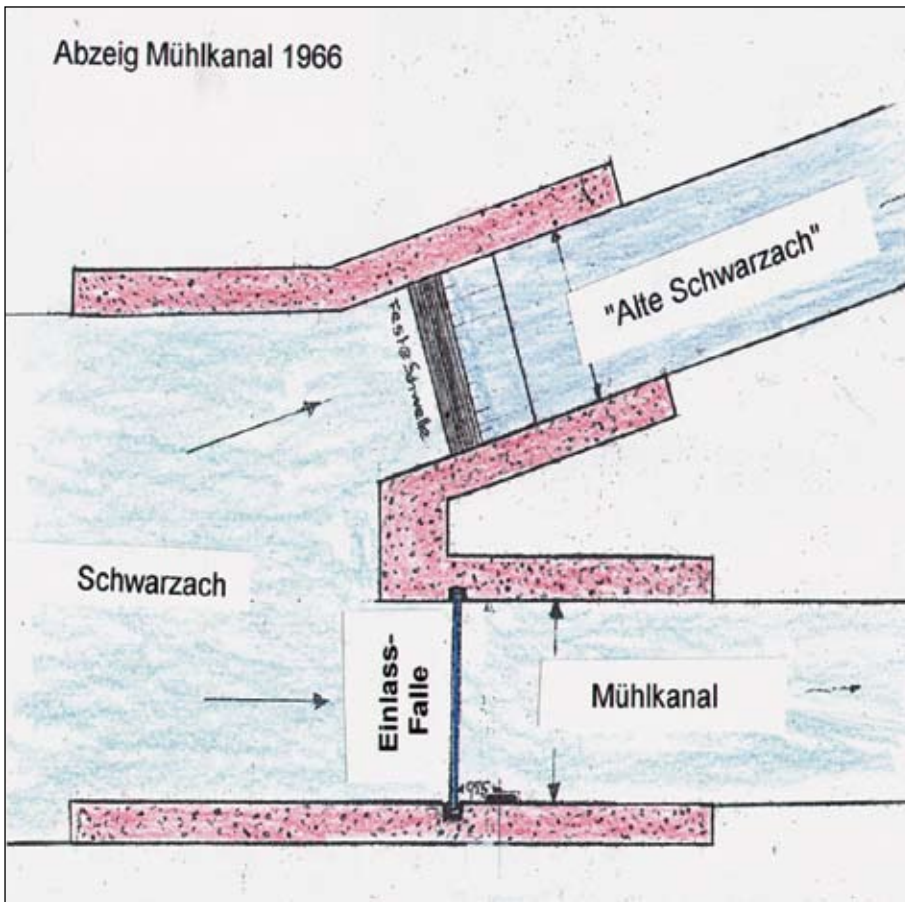 Abzeig Mühlkanal 1966
"Alte Schwarzach"
Feste Schwelle
Schwarzach
Einlass-
Falle
Mühlkanal